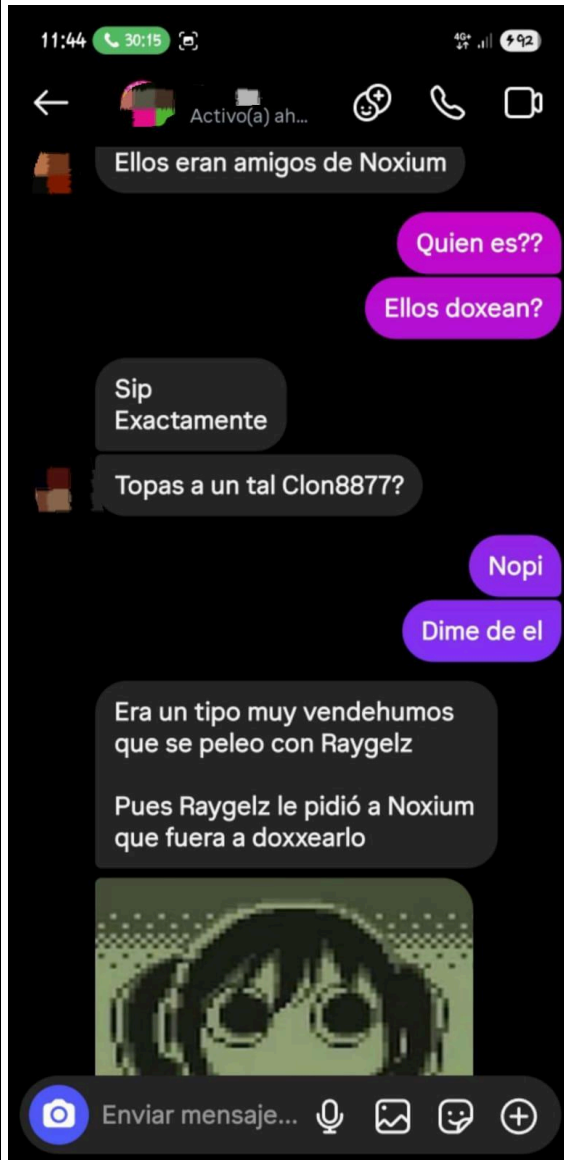 11:44 30:15 4G+ 92
Activo(a) ah...
Ellos eran amigos de Noxium
Quien es??
Ellos doxean?
Sip
Exactamente
Topas a un tal Clon8877?
Nopi
Dime de el
Era un tipo muy vendehumos
que se peleo con Raygelz
Pues Raygelz le pidió a Noxium
que fuera a doxxearlo
Enviar mensaje...